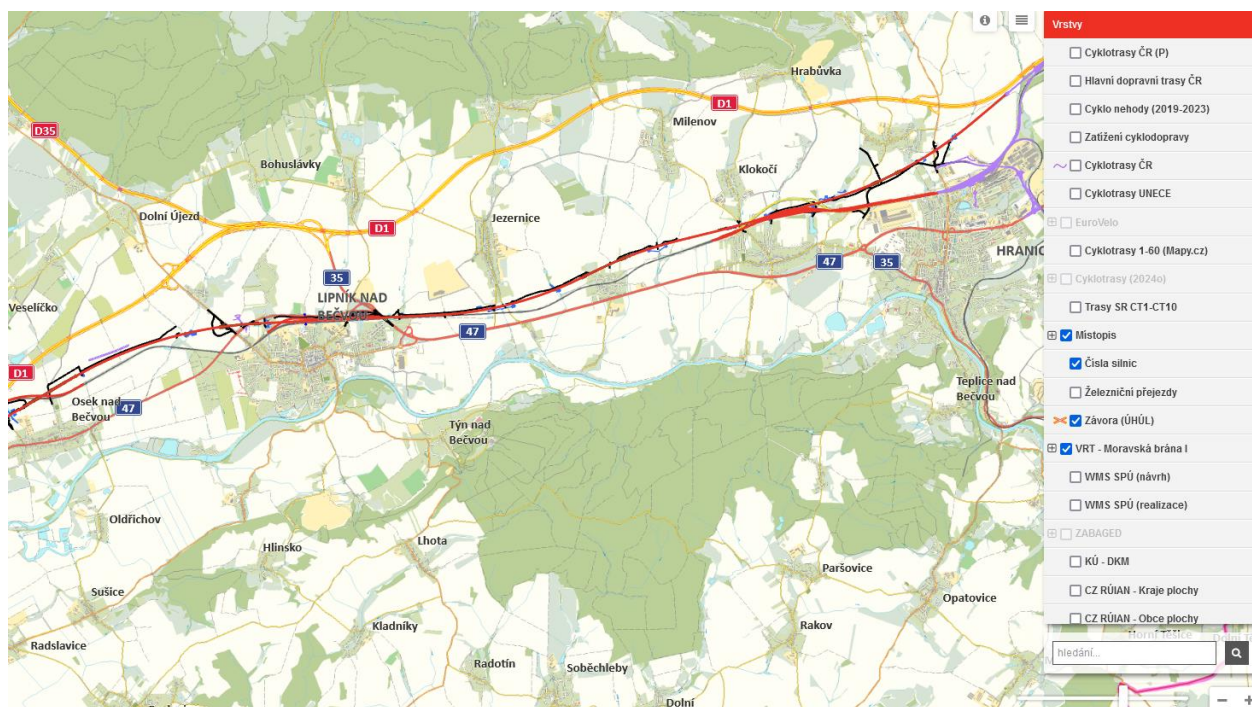 Vrstvy
Cyklotrasy ČR (P)
Hlavní dopravní trasy ČR
Cyklo nehody (2019-2023)
Zatížení cyklodopravy
Cyklotrasy ČR
Cyklotrasy UNECE
EuroVelo
Cyklotrasy 1-60 (Mapy.cz)
Cyklotrasy (2024o)
Trasy SR CT1-CT10
Místopis
Čísla silnic
Železniční přejezdy
Závora (ÚHÚL)
VRT - Moravská brána I
WMS SPÚ (návrh)
WMS SPÚ (realizace)
ZABAGED
KÚ - DKM
CZ RÚIAN - Kraje plochy
CZ RÚIAN - Obce plochy
hledání...
Hrabůvka
D1
Milenov
D35
Bohuslávky
Klokočí
Dolní Újezd
Jezernice
D1
HRANIC
47
35
35
LIPNÍK NAD
BEČVOU
Veselíčko
47
D1
Teplice nad
Bečvou
Osek nad
Bečvou
47
Týn nad
Bečvou
Oldřichov
Hlinsko
Lhota
Paršovice
Sušice
Opatovice
Kladníky
Rakov
Radslavice
Horní Těšice
Radotín
Soběchleby
Dolní